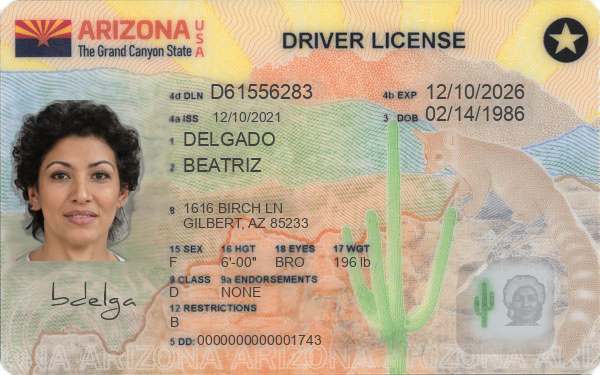 ARIZONA USA
The Grand Canyon State
DRIVER LICENSE
4d DLN D61556283
4b EXP 12/10/2026
4a ISS 12/10/2021
3 DOB 02/14/1986
1 DELGADO
2 BEATRIZ
8 1616 BIRCH LN
GILBERT, AZ 85233
15 SEX 16 HGT 18 EYES 17 WGT
F 6'-00" BRO 196 lb
9 CLASS 9a ENDORSEMENTS
D NONE
12 RESTRICTIONS
B
5 DD: 0000000000001743
bdelga
ARIZONA ARIZONA ARIZONA ARIZONA